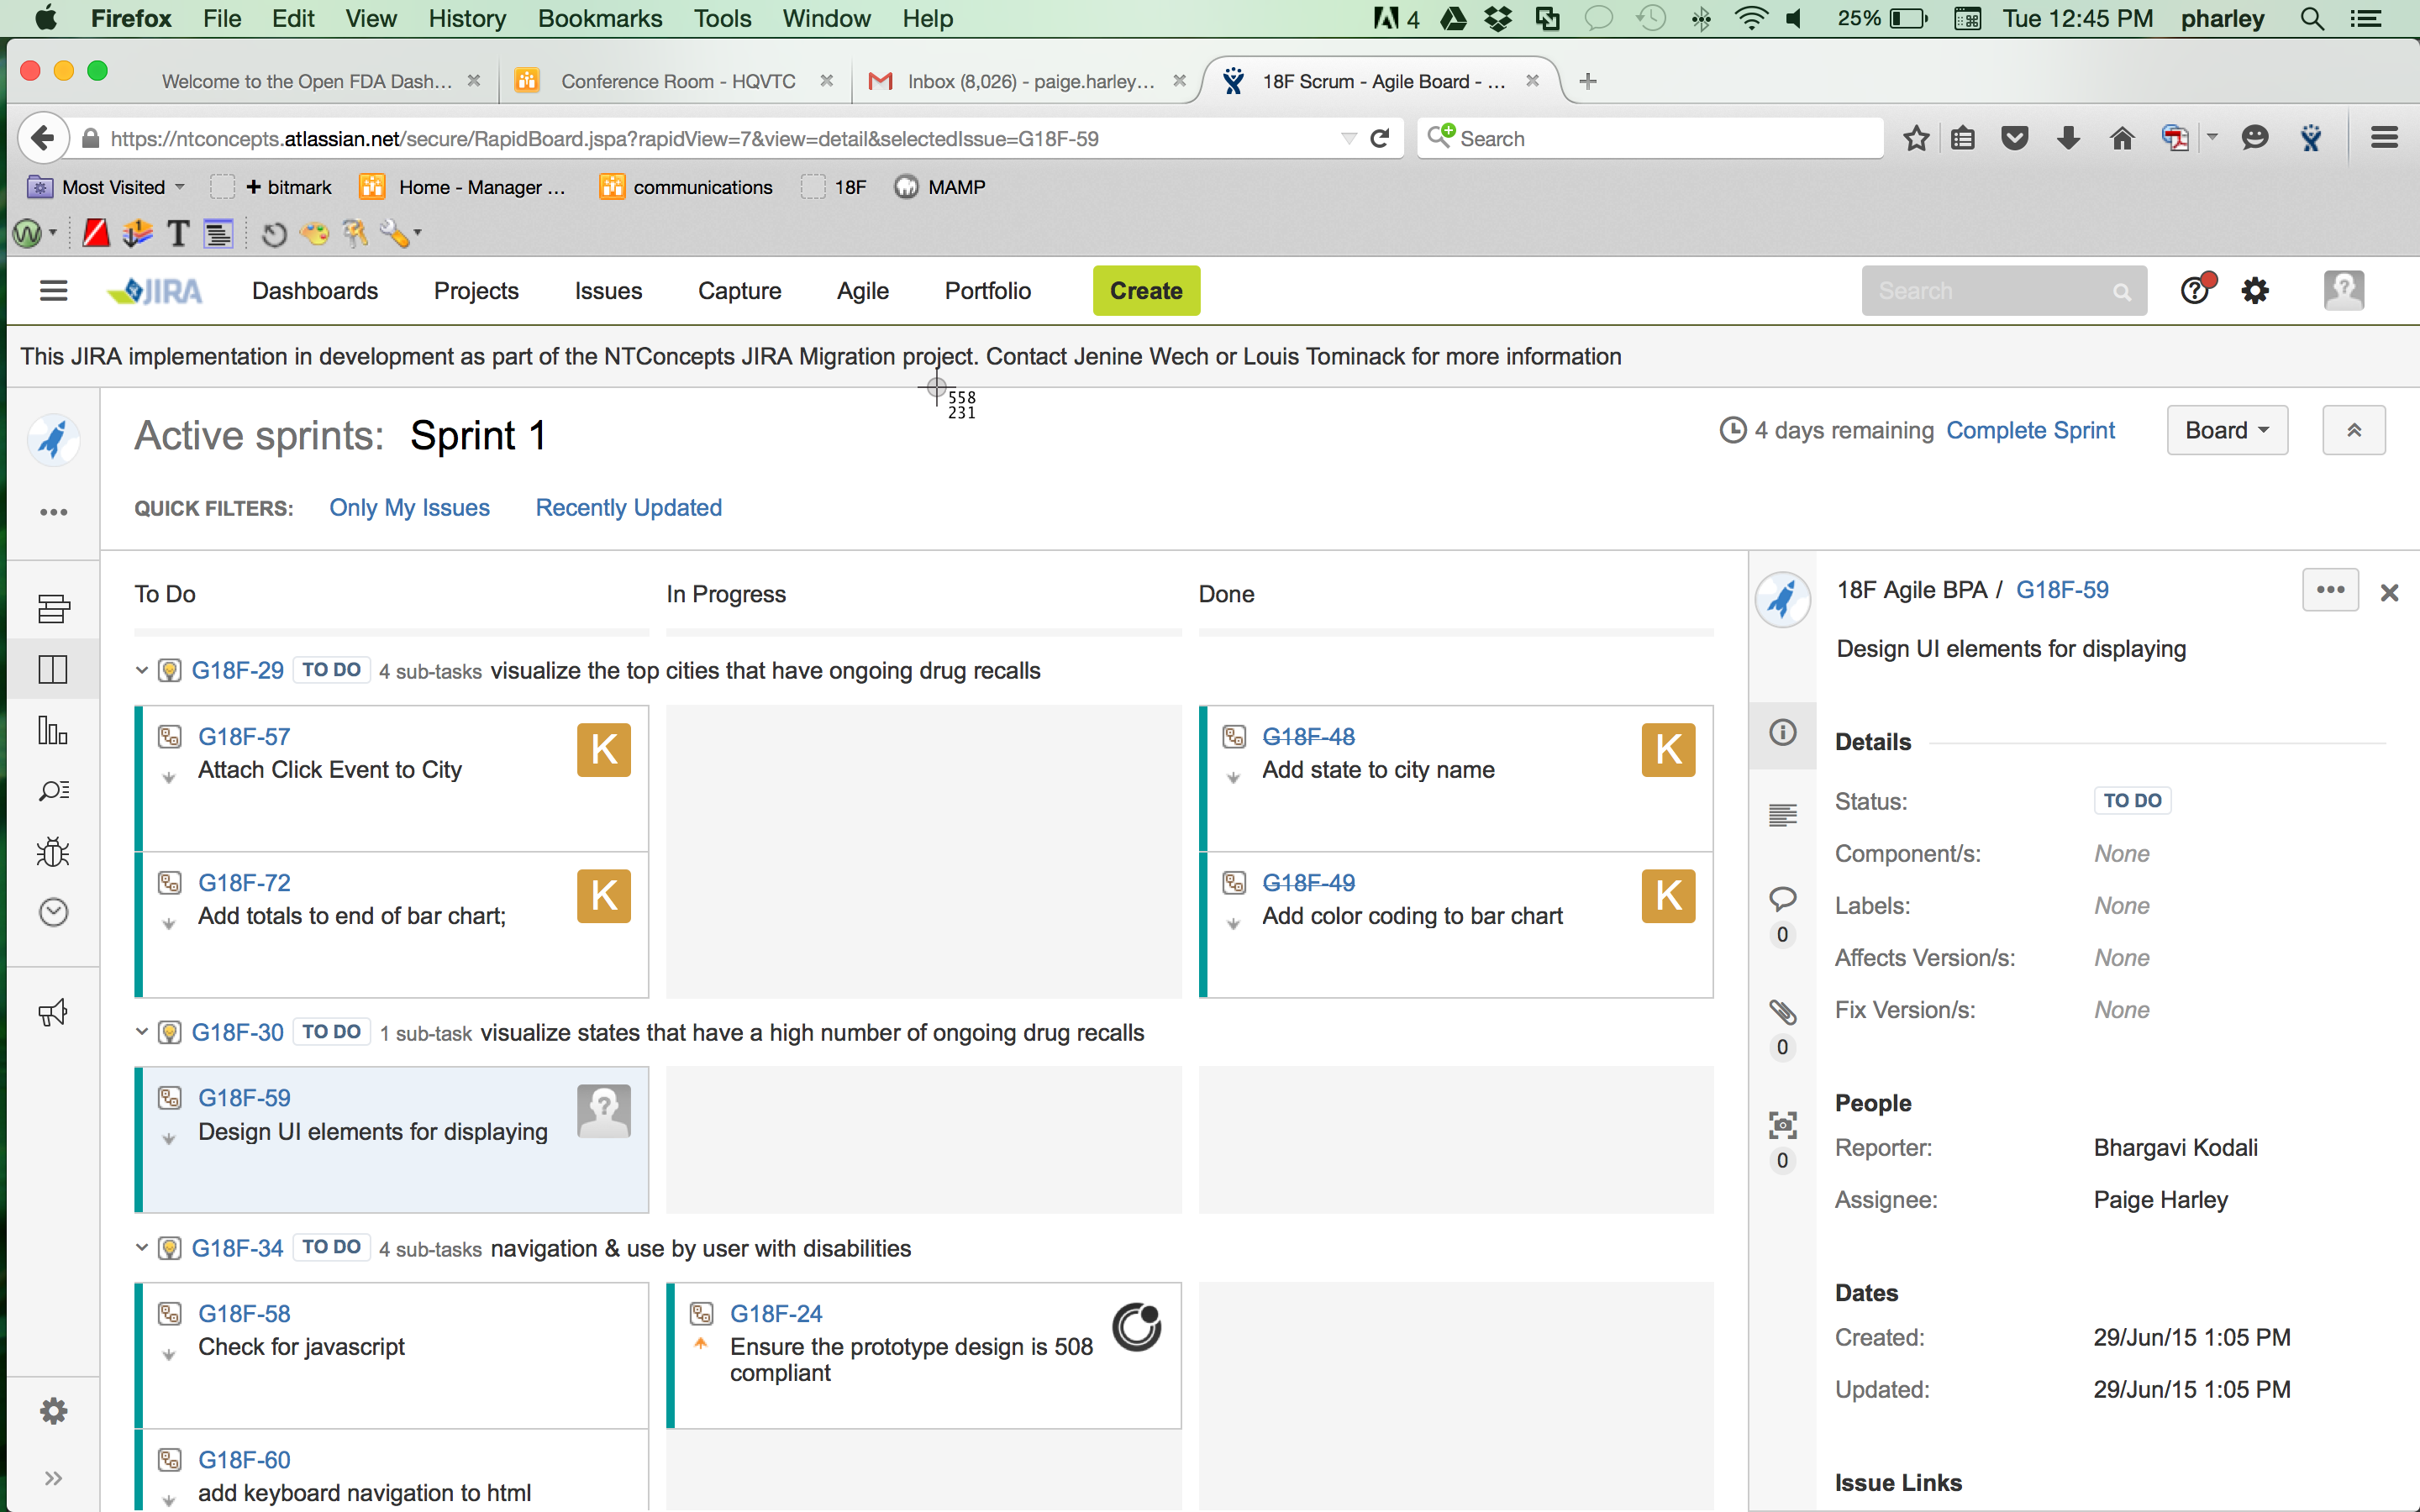 Firefox File Edit View History Bookmarks Tools Window Help 4 25% Tue 12:45 PM pharley
Welcome to the Open FDA Dash... Conference Room - HQVTC Inbox (8,026) - paige.harley... 18F Scrum - Agile Board - ...
https://ntconcepts.atlassian.net/secure/RapidBoard.jspa?rapidView=7&view=detail&selectedIssue=G18F-59 Search
Most Visited + bitmark Home - Manager ... communications 18F MAMP
JIRA Dashboards Projects Issues Capture Agile Portfolio Create Search
This JIRA implementation in development as part of the NTConcepts JIRA Migration project. Contact Jenine Wech or Louis Tominack for more information
558
231
Active sprints: Sprint 1 4 days remaining Complete Sprint Board
QUICK FILTERS: Only My Issues Recently Updated
To Do In Progress Done
G18F-29 TO DO 4 sub-tasks visualize the top cities that have ongoing drug recalls
G18F-57 K G18F-48 K
Attach Click Event to City Add state to city name
G18F-72 K G18F-49 K
Add totals to end of bar chart; Add color coding to bar chart
G18F-30 TO DO 1 sub-task visualize states that have a high number of ongoing drug recalls
G18F-59
Design UI elements for displaying
G18F-34 TO DO 4 sub-tasks navigation & use by user with disabilities
G18F-58 G18F-24
Check for javascript Ensure the prototype design is 508
compliant
G18F-60
add keyboard navigation to html
18F Agile BPA / G18F-59
Design UI elements for displaying
Details
Status: TO DO
Component/s: None
Labels: None
0
Affects Version/s: None
Fix Version/s: None
0
People
Reporter: Bhargavi Kodali
0
Assignee: Paige Harley
Dates
Created: 29/Jun/15 1:05 PM
Updated: 29/Jun/15 1:05 PM
Issue Links